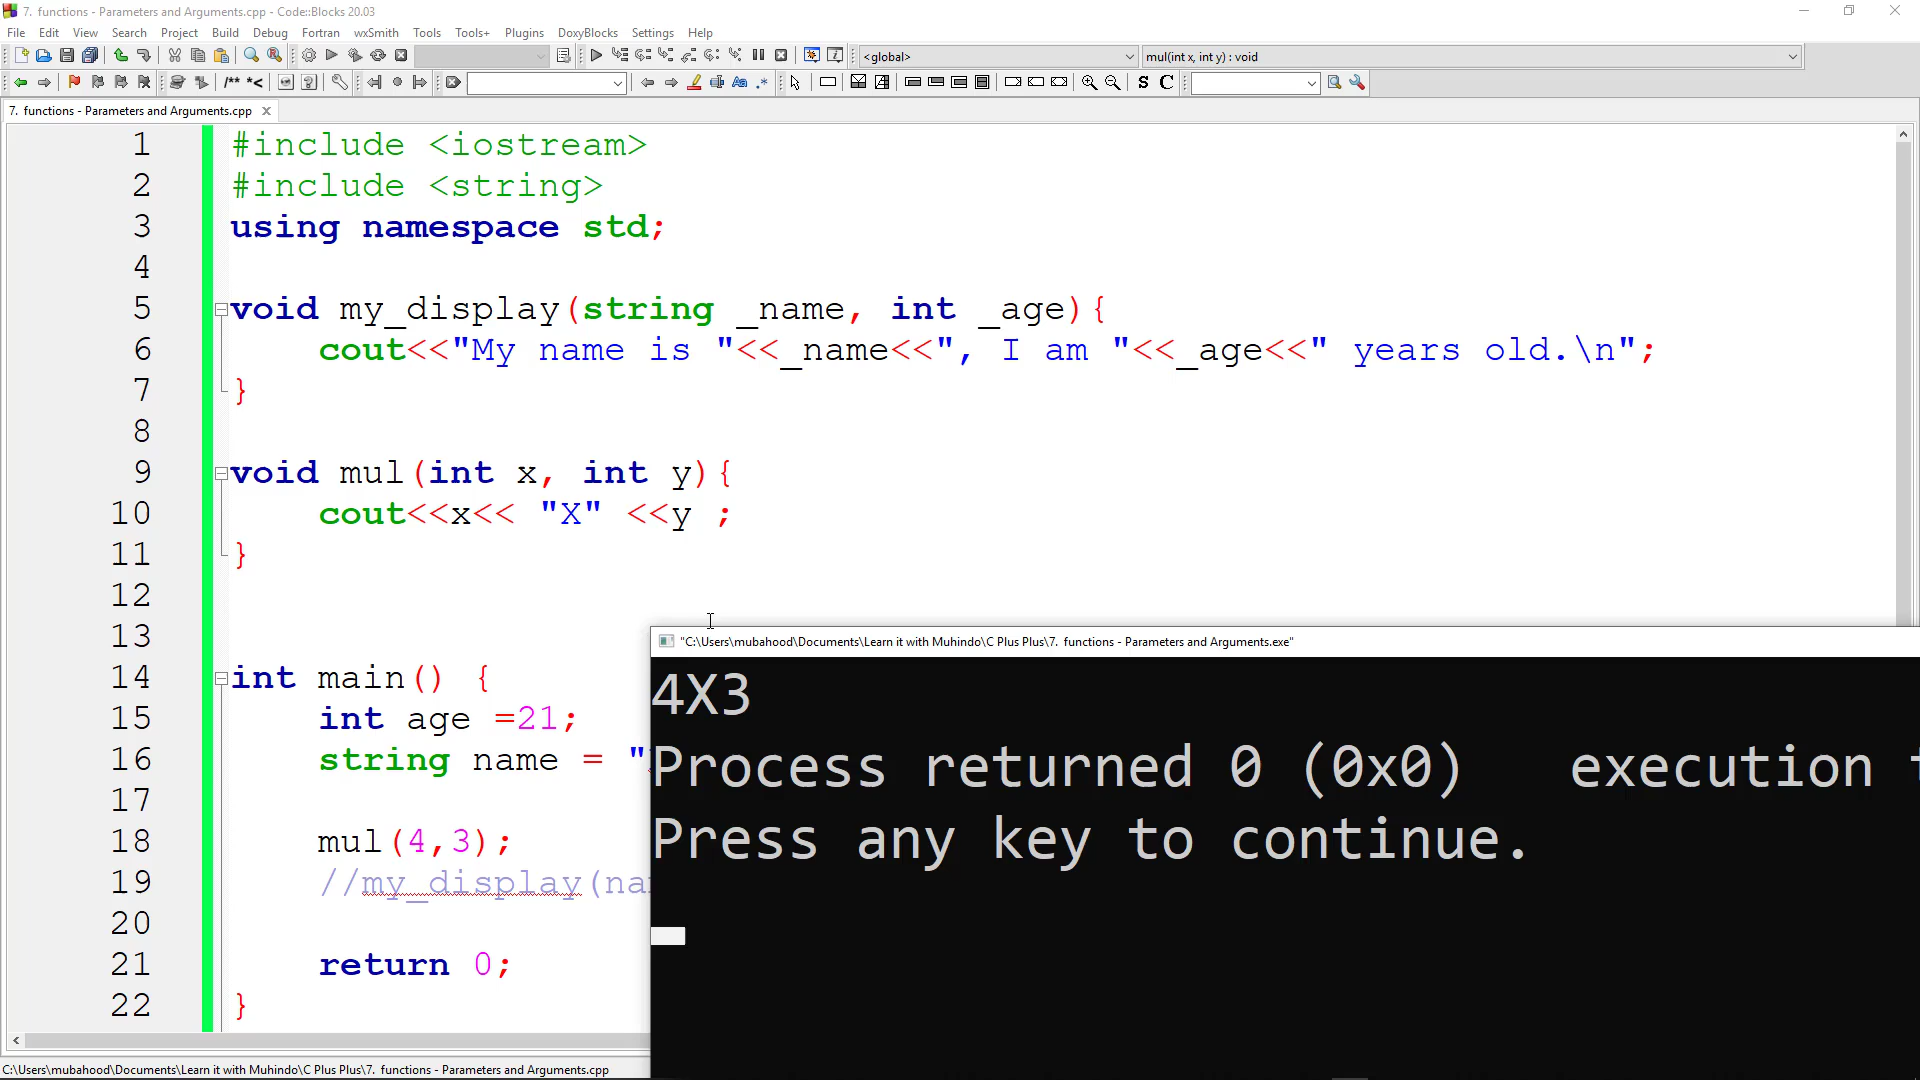 7. functions - Parameters and Arguments.cpp - Code::Blocks 20.03
File Edit View Search Project Build Debug Fortran wxSmith Tools Tools+ Plugins DoxyBlocks Settings Help
<global> mul(int x, int y) : void
/** *< Aa .* S C
7. functions - Parameters and Arguments.cpp
1 #include <iostream>
2 #include <string>
3 using namespace std;
4
5 void my_display(string _name, int _age){
6 cout<<"My name is "<<_name<<", I am "<<_age<<" years old.\n";
7 }
8
9 void mul(int x, int y){
10 cout<<x<< "X" <<y ;
11 }
12
13
14 int main() {
15 int age =21;
16 string name = "
17
18 mul(4,3);
19 //my_display(na
20
21 return 0;
22 }
"C:\Users\mubahood\Documents\Learn it with Muhindo\C Plus Plus\7. functions - Parameters and Arguments.exe"
4X3
Process returned 0 (0x0) execution
Press any key to continue.
C:\Users\mubahood\Documents\Learn it with Muhindo\C Plus Plus\7. functions - Parameters and Arguments.cpp